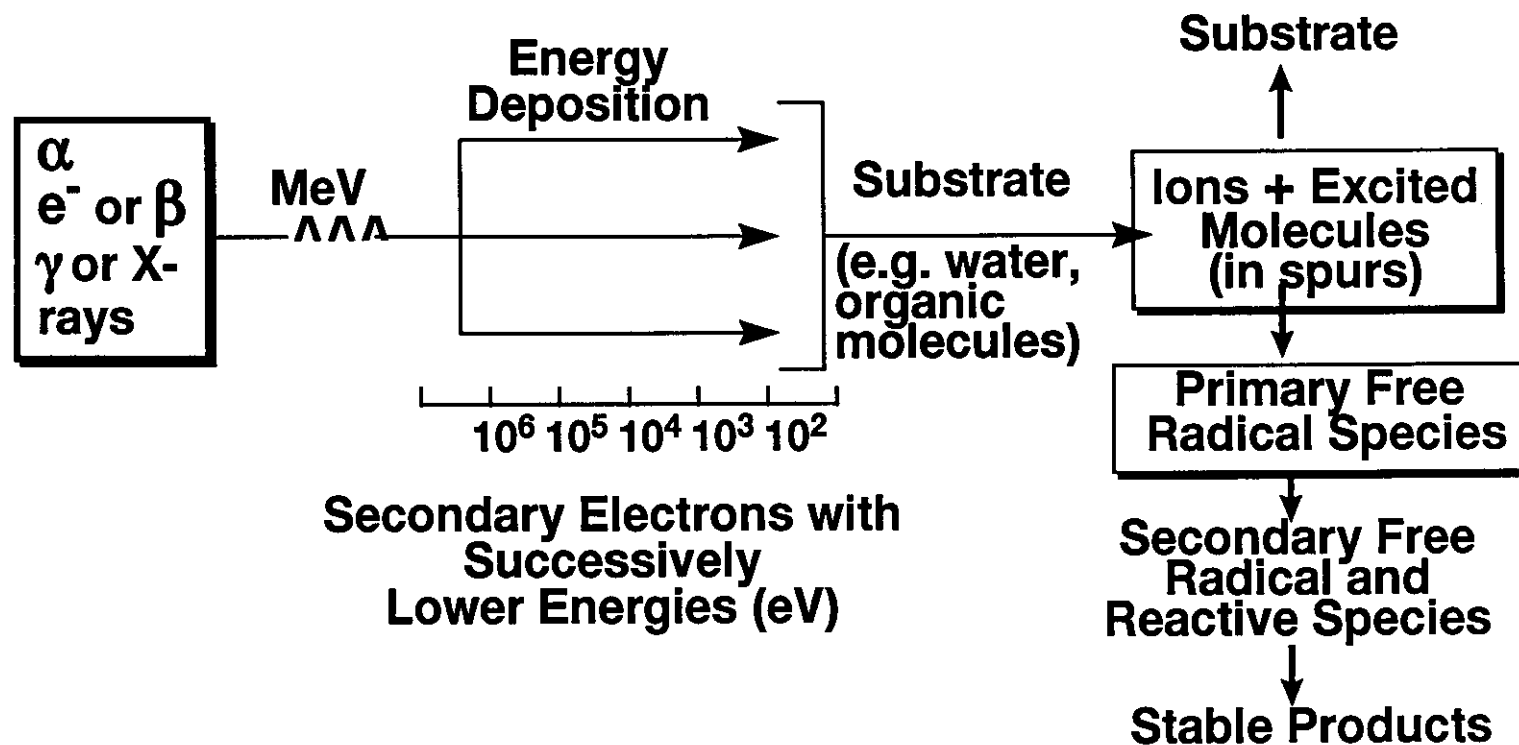 α
e⁻ or β
γ or X-
rays
MeV
Energy
Deposition
10⁶ 10⁵ 10⁴ 10³ 10²
Secondary Electrons with
Successively
Lower Energies (eV)
Substrate
(e.g. water,
organic
molecules)
Substrate
Ions + Excited
Molecules
(in spurs)
Primary Free
Radical Species
Secondary Free
Radical and
Reactive Species
Stable Products